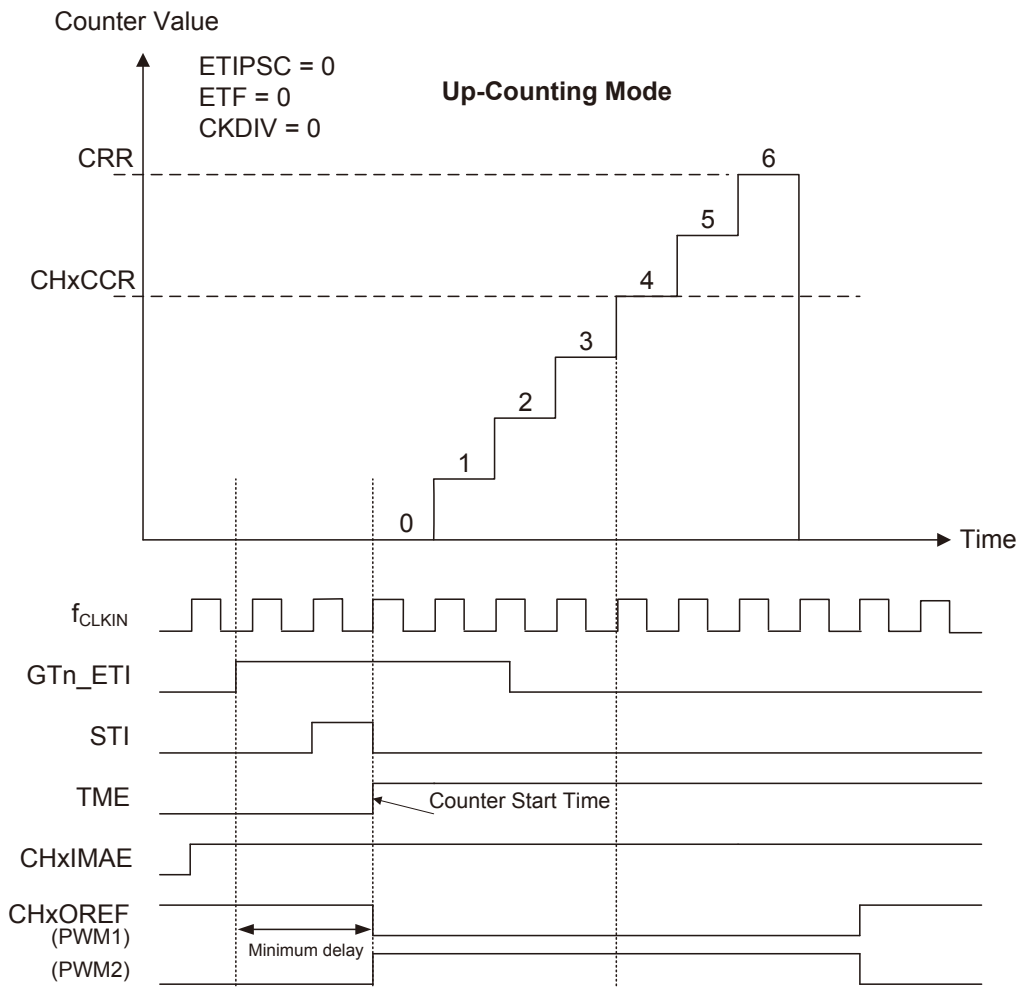 Counter Value
ETIPSC = 0
ETF = 0
CKDIV = 0
Up-Counting Mode
CRR
6
5
CHxCCR
4
3
2
1
0
Time
fCLKIN
GTn_ETI
STI
TME
Counter Start Time
CHxIMAE
CHxOREF
(PWM1)
Minimum delay
(PWM2)